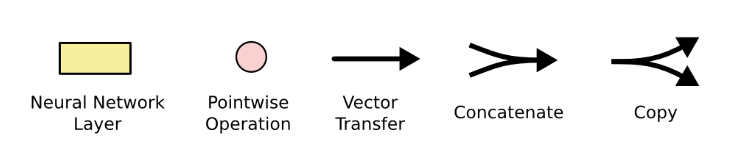 Neural Network
Layer
Pointwise
Operation
Vector
Transfer
Concatenate
Copy